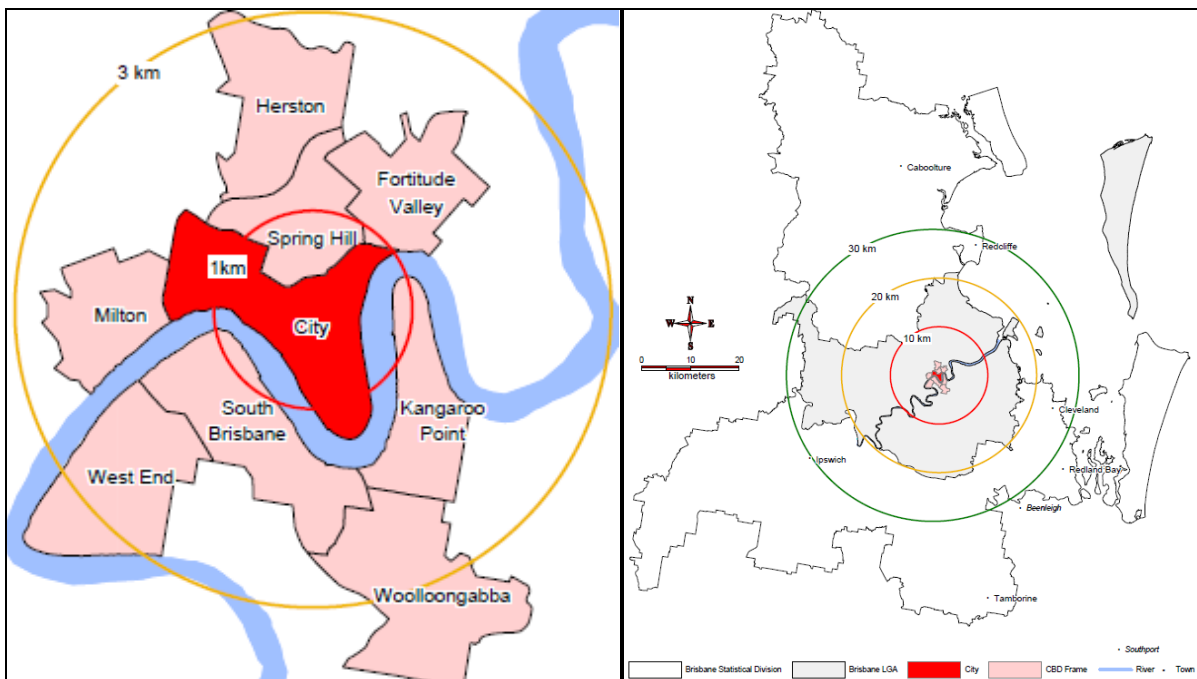 3 km
Herston
Fortitude
Valley
Spring Hill
1km
Milton
City
South
Brisbane
Kangaroo
Point
West End
Woolloongabba
Caboolture
30 km
Redcliffe
20 km
N
W E
S
10 km
0 10 20
kilometers
Cleveland
Ipswich
Redland Bay
Beenleigh
Tamborine
Southport
Brisbane Statistical Division Brisbane LGA City CBD Frame River Town